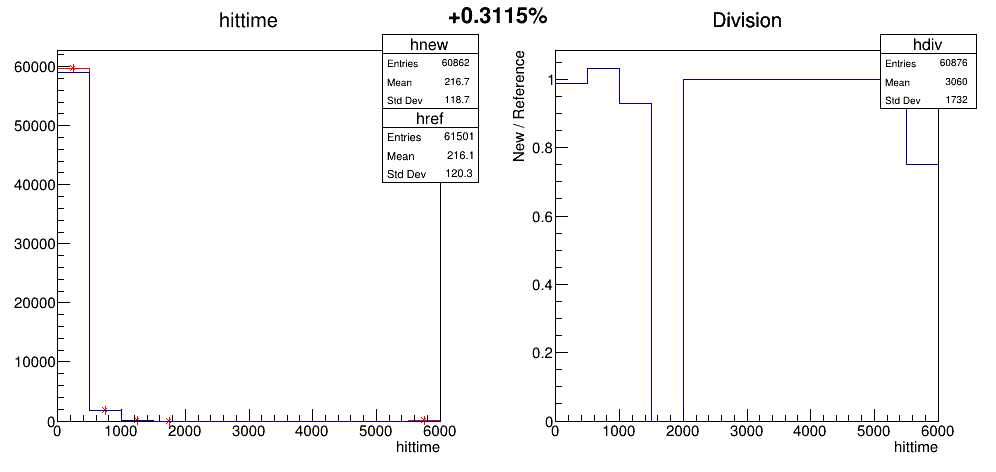 +0.3115%
hittime
hnew
Entries 60862
Mean 216.7
Std Dev 118.7
href
Entries 61501
Mean 216.1
Std Dev 120.3
60000
50000
40000
30000
20000
10000
0
0 1000 2000 3000 4000 5000 6000
hittime
Division
hdiv
Entries 60876
Mean 3060
Std Dev 1732
New / Reference
1
0.8
0.6
0.4
0.2
0
0 1000 2000 3000 4000 5000 6000
hittime